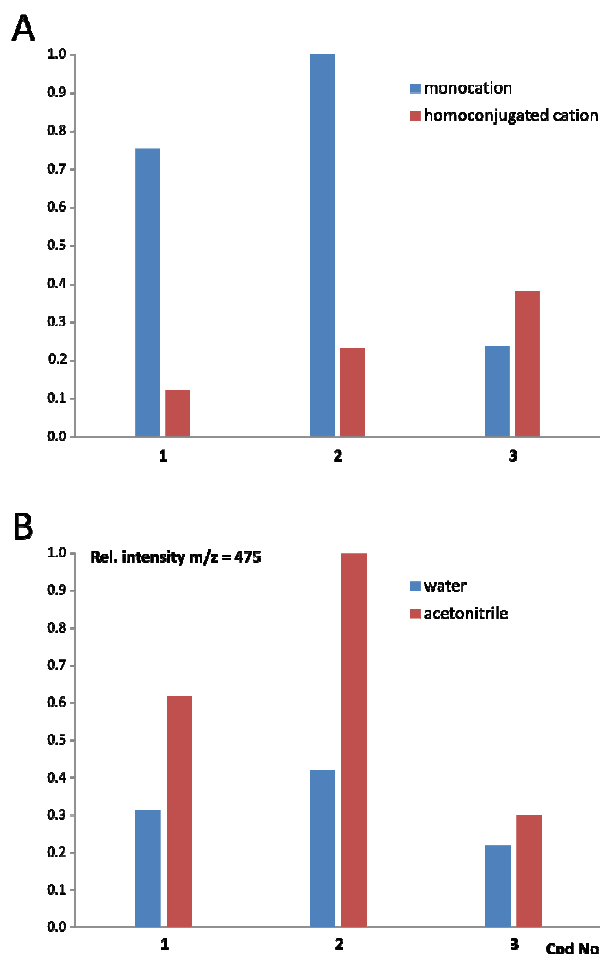 A
1.0
0.9
0.8
0.7
0.6
0.5
0.4
0.3
0.2
0.1
0.0
monocation
homoconjugated cation
1 2 3
B
Rel. intensity m/z = 475
1.0
0.9
0.8
0.7
0.6
0.5
0.4
0.3
0.2
0.1
0.0
water
acetonitrile
1 2 3 Cpd No